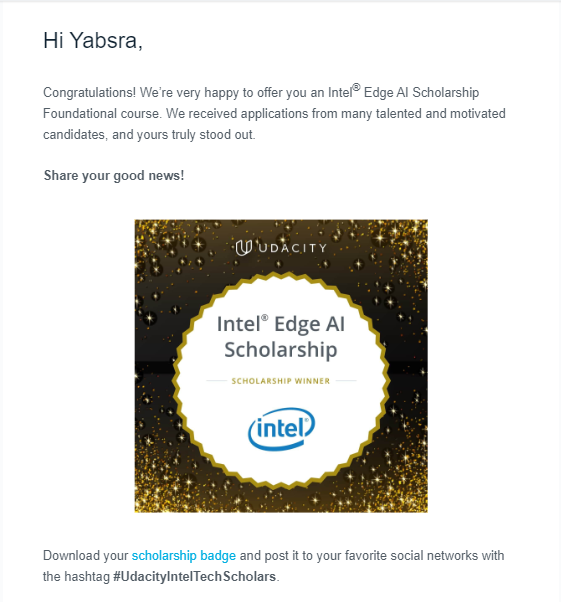 Hi Yabsra,
Congratulations! We're very happy to offer you an Intel® Edge AI Scholarship
Foundational course. We received applications from many talented and motivated
candidates, and yours truly stood out.
Share your good news!
UDACITY
Intel® Edge AI
Scholarship
SCHOLARSHIP WINNER
intel
Download your scholarship badge and post it to your favorite social networks with
the hashtag #UdacityIntelTechScholars.